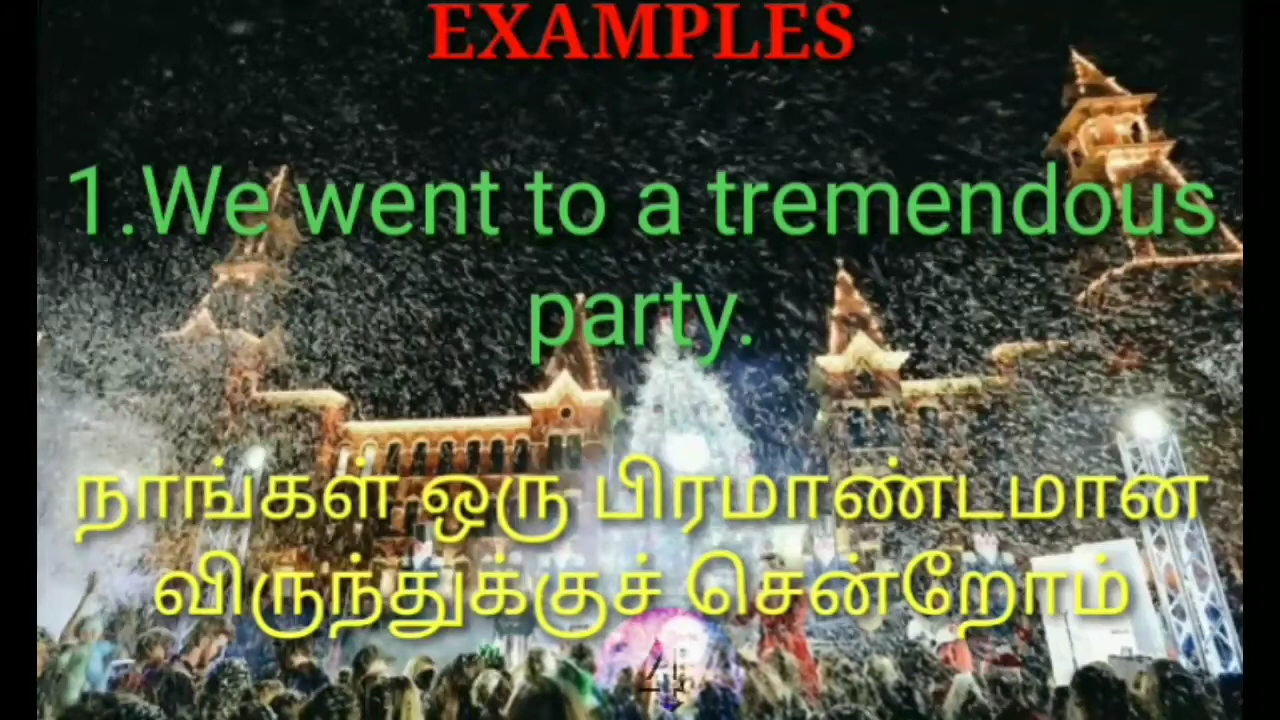 EXAMPLES
1.We went to a tremendous
party.
நாங்கள் ஒரு பிரமாண்டமான
விருந்துக்குச் சென்றோம்